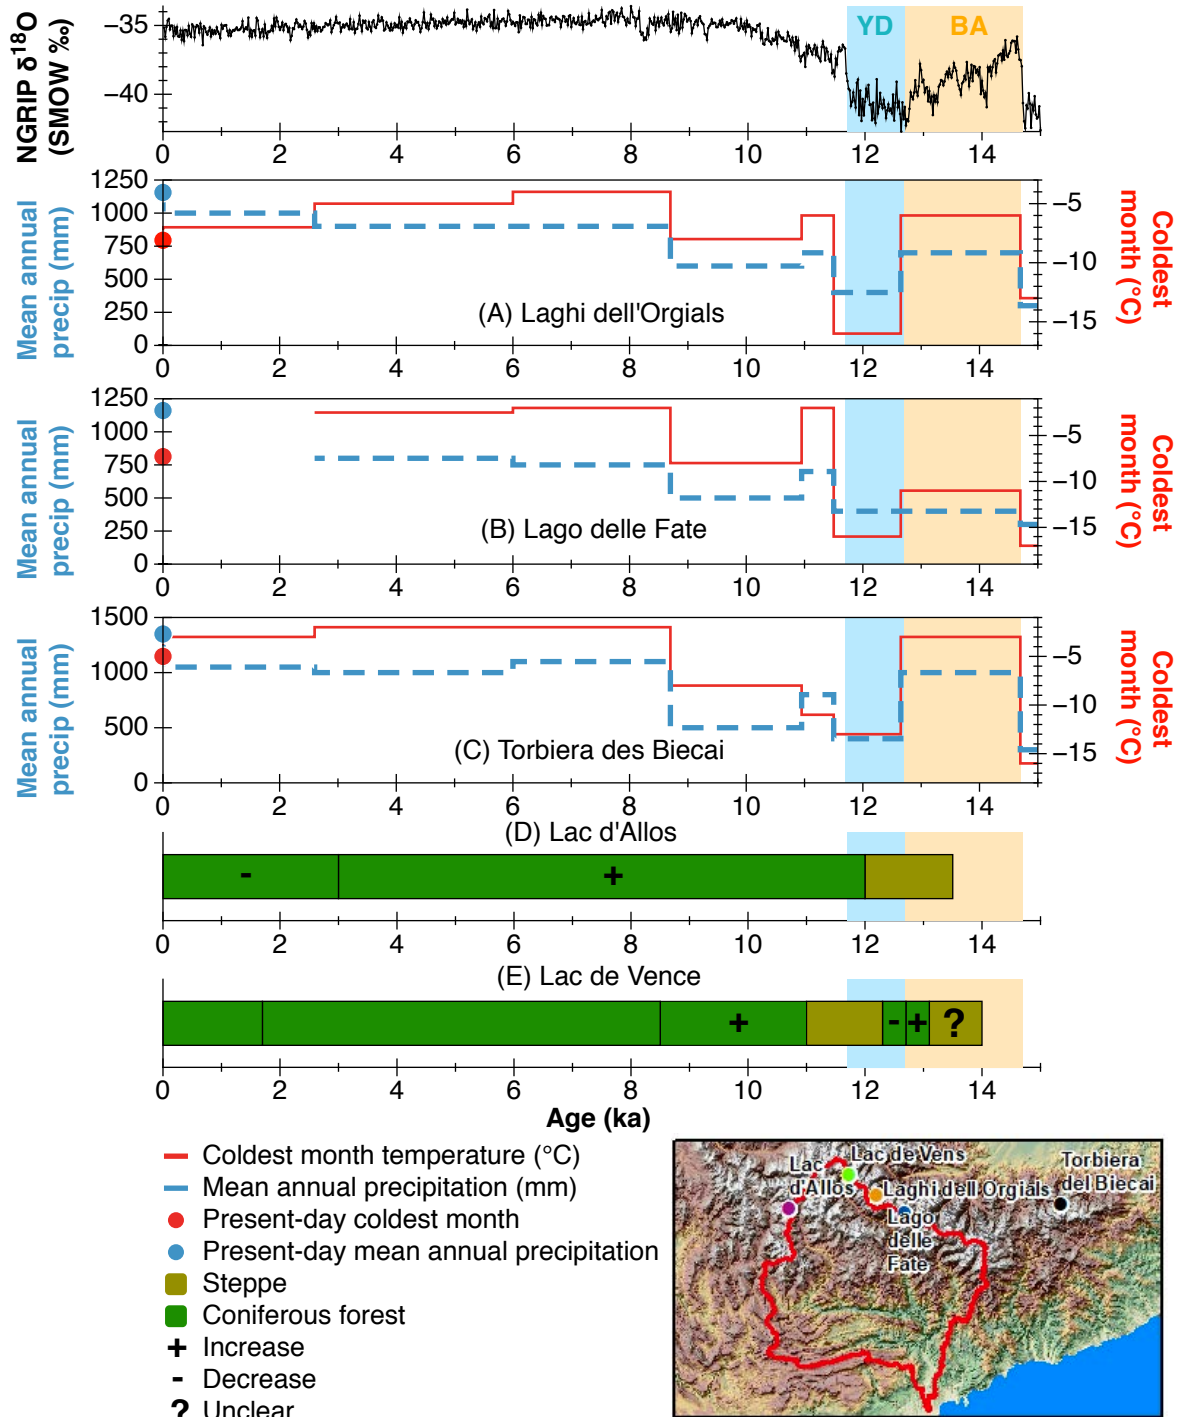 NGRIP δ18O
(SMOW ‰)
−35
−40
YD
BA
0 2 4 6 8 10 12 14
Mean annual
precip (mm)
1250
1000
750
500
250
0
(A) Laghi dell'Orgials
−5
−10
−15
Coldest
month (°C)
0 2 4 6 8 10 12 14
Mean annual
precip (mm)
1250
1000
750
500
250
0
(B) Lago delle Fate
−5
−10
−15
Coldest
month (°C)
0 2 4 6 8 10 12 14
Mean annual
precip (mm)
1500
1000
500
0
(C) Torbiera des Biecai
−5
−10
−15
Coldest
month (°C)
0 2 4 6 8 10 12 14
(D) Lac d'Allos
- +
0 2 4 6 8 10 12 14
(E) Lac de Vence
+ - + ?
0 2 4 6 8 10 12 14
Age (ka)
Coldest month temperature (°C)
Mean annual precipitation (mm)
Present-day coldest month
Present-day mean annual precipitation
Steppe
Coniferous forest
+ Increase
- Decrease
? Unclear
Lac de Vens
Lac
d'Allos
Laghi dell Orgials
Lago
delle
Fate
Torbiera
del Biecai